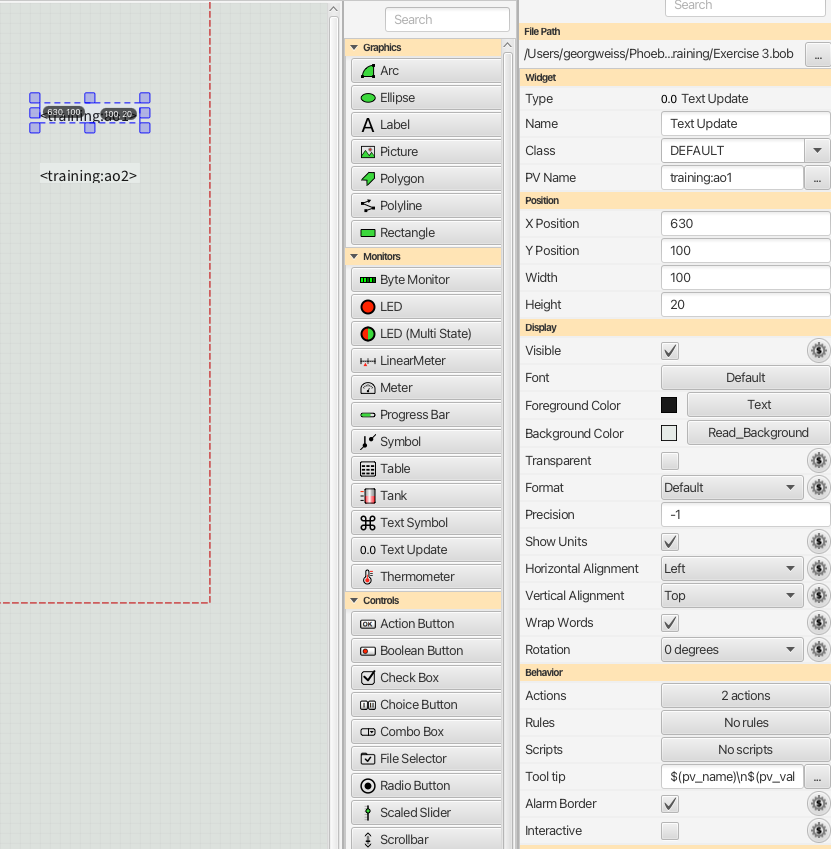 630,100
100,20
<training:ao2>
Search
Graphics
Arc
Ellipse
A Label
Picture
Polygon
Polyline
Rectangle
Monitors
Byte Monitor
LED
LED (Multi State)
LinearMeter
Meter
Progress Bar
Symbol
Table
Tank
Text Symbol
0.0 Text Update
Thermometer
Controls
OK Action Button
Boolean Button
Check Box
Choice Button
Combo Box
File Selector
Radio Button
Scaled Slider
Scrollbar
Search
File Path
/Users/georgweiss/Phoeb...raining/Exercise 3.bob ...
Widget
Type 0.0 Text Update
Name Text Update
Class DEFAULT
PV Name training:ao1 ...
Position
X Position 630
Y Position 100
Width 100
Height 20
Display
Visible
Font Default
Foreground Color Text
Background Color Read_Background
Transparent
Format Default
Precision -1
Show Units
Horizontal Alignment Left
Vertical Alignment Top
Wrap Words
Rotation 0 degrees
Behavior
Actions 2 actions
Rules No rules
Scripts No scripts
Tool tip $(pv_name)\n$(pv_val ...
Alarm Border
Interactive